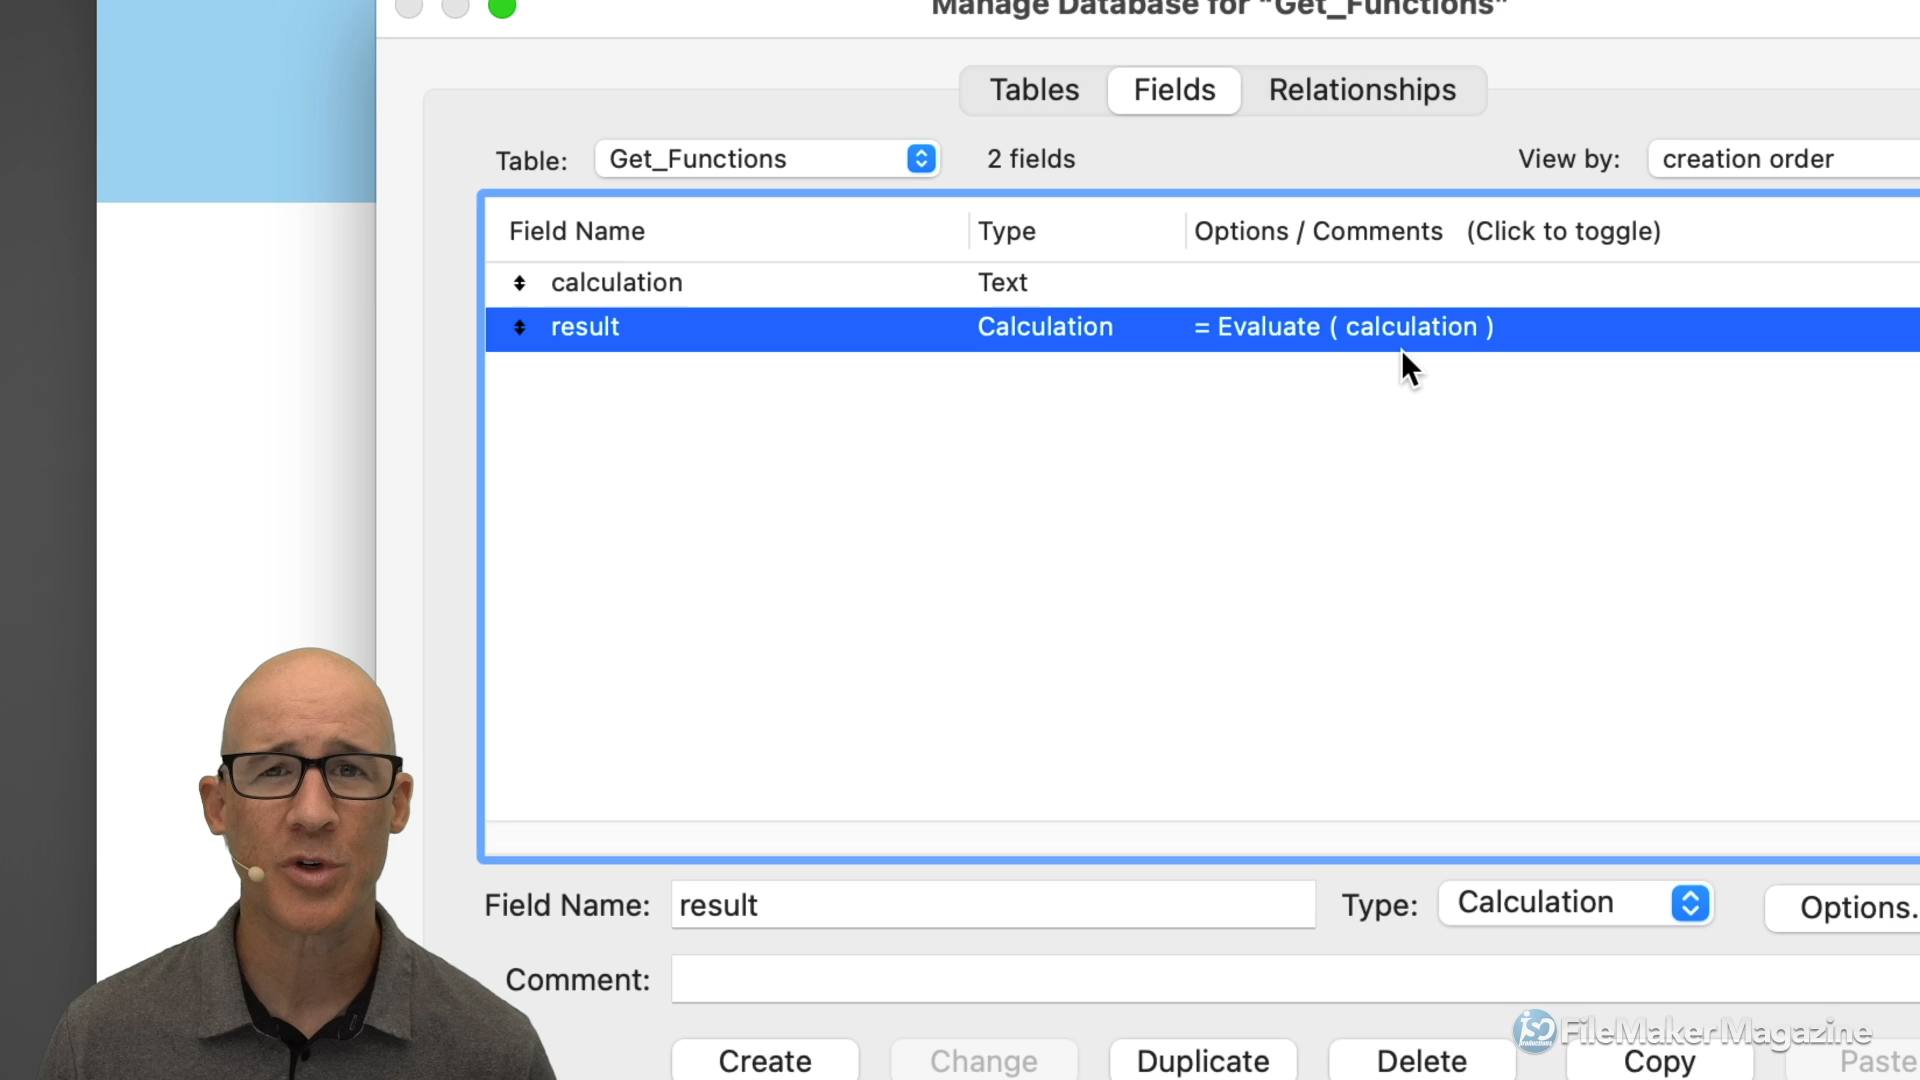 Manage Database for "Get_Functions"
Tables Fields Relationships
Table: Get_Functions 2 fields View by: creation order
Field Name Type Options / Comments (Click to toggle)
calculation Text
result Calculation = Evaluate ( calculation )
Field Name: result Type: Calculation Options.
Comment:
iso productions FileMakerMagazine
Create Change Duplicate Delete Copy Paste